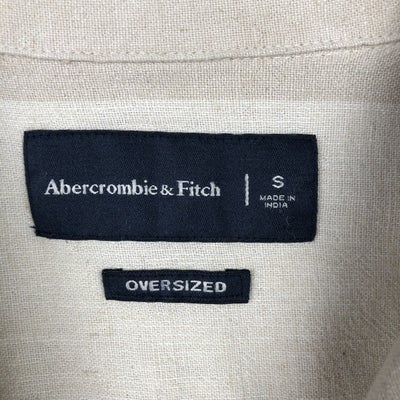 Abercrombie & Fitch
S
MADE IN
INDIA
OVERSIZED